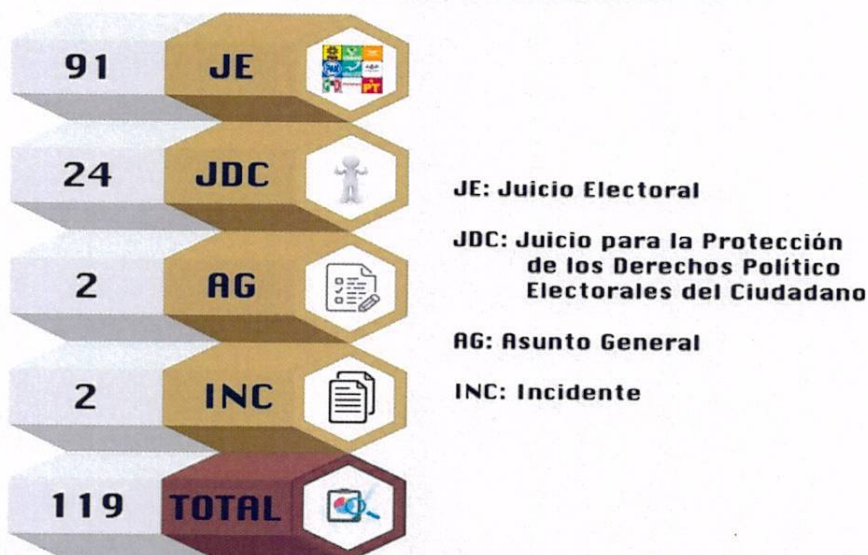 91 JE
24 JDC
2 AG
2 INC
119 TOTAL
JE: Juicio Electoral
JDC: Juicio para la Protección
de los Derechos Político
Electorales del Ciudadano
AG: Asunto General
INC: Incidente